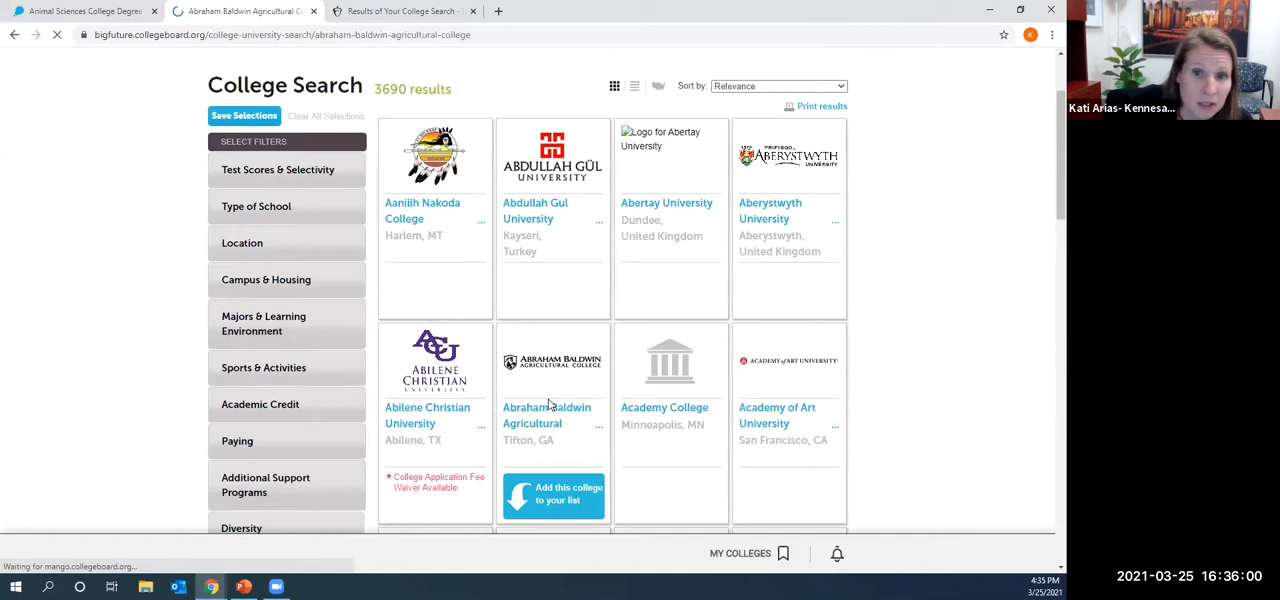 Animal Sciences College Degree
Abraham Baldwin Agricultural Co
Results of Your College Search -
bigfuture.collegeboard.org/college-university-search/abraham-baldwin-agricultural-college
K
Kati Arias- Kennesa...
College Search
3690 results
Sort by:
Relevance
Save Selections
Clear All Selections
Print results
SELECT FILTERS
Test Scores & Selectivity
Type of School
Location
Campus & Housing
Majors & Learning
Environment
Sports & Activities
Academic Credit
Paying
Additional Support
Programs
Diversity
ABDULLAH GÜL
UNIVERSITY
Logo for Abertay
University
PRIFYSGOL
ABERYSTWYTH
UNIVERSITY
Aaniiih Nakoda
College
...
Harlem, MT
Abdullah Gul
University
...
Kayseri,
Turkey
Abertay University
Dundee,
United Kingdom
Aberystwyth
University
...
Aberystwyth,
United Kingdom
ACU
ABILENE
CHRISTIAN
UNIVERSITY
ABRAHAM BALDWIN
AGRICULTURAL COLLEGE
ACADEMY of ART UNIVERSITY
Abilene Christian
University
...
Abilene, TX
* College Application Fee
Waiver Available
Abraham Baldwin
Agricultural
...
Tifton, GA
Add this college
to your list
Academy College
Minneapolis, MN
Academy of Art
University
...
San Francisco, CA
MY COLLEGES
Waiting for mango.collegeboard.org...
4:35 PM
3/25/2021
2021-03-25 16:36:00